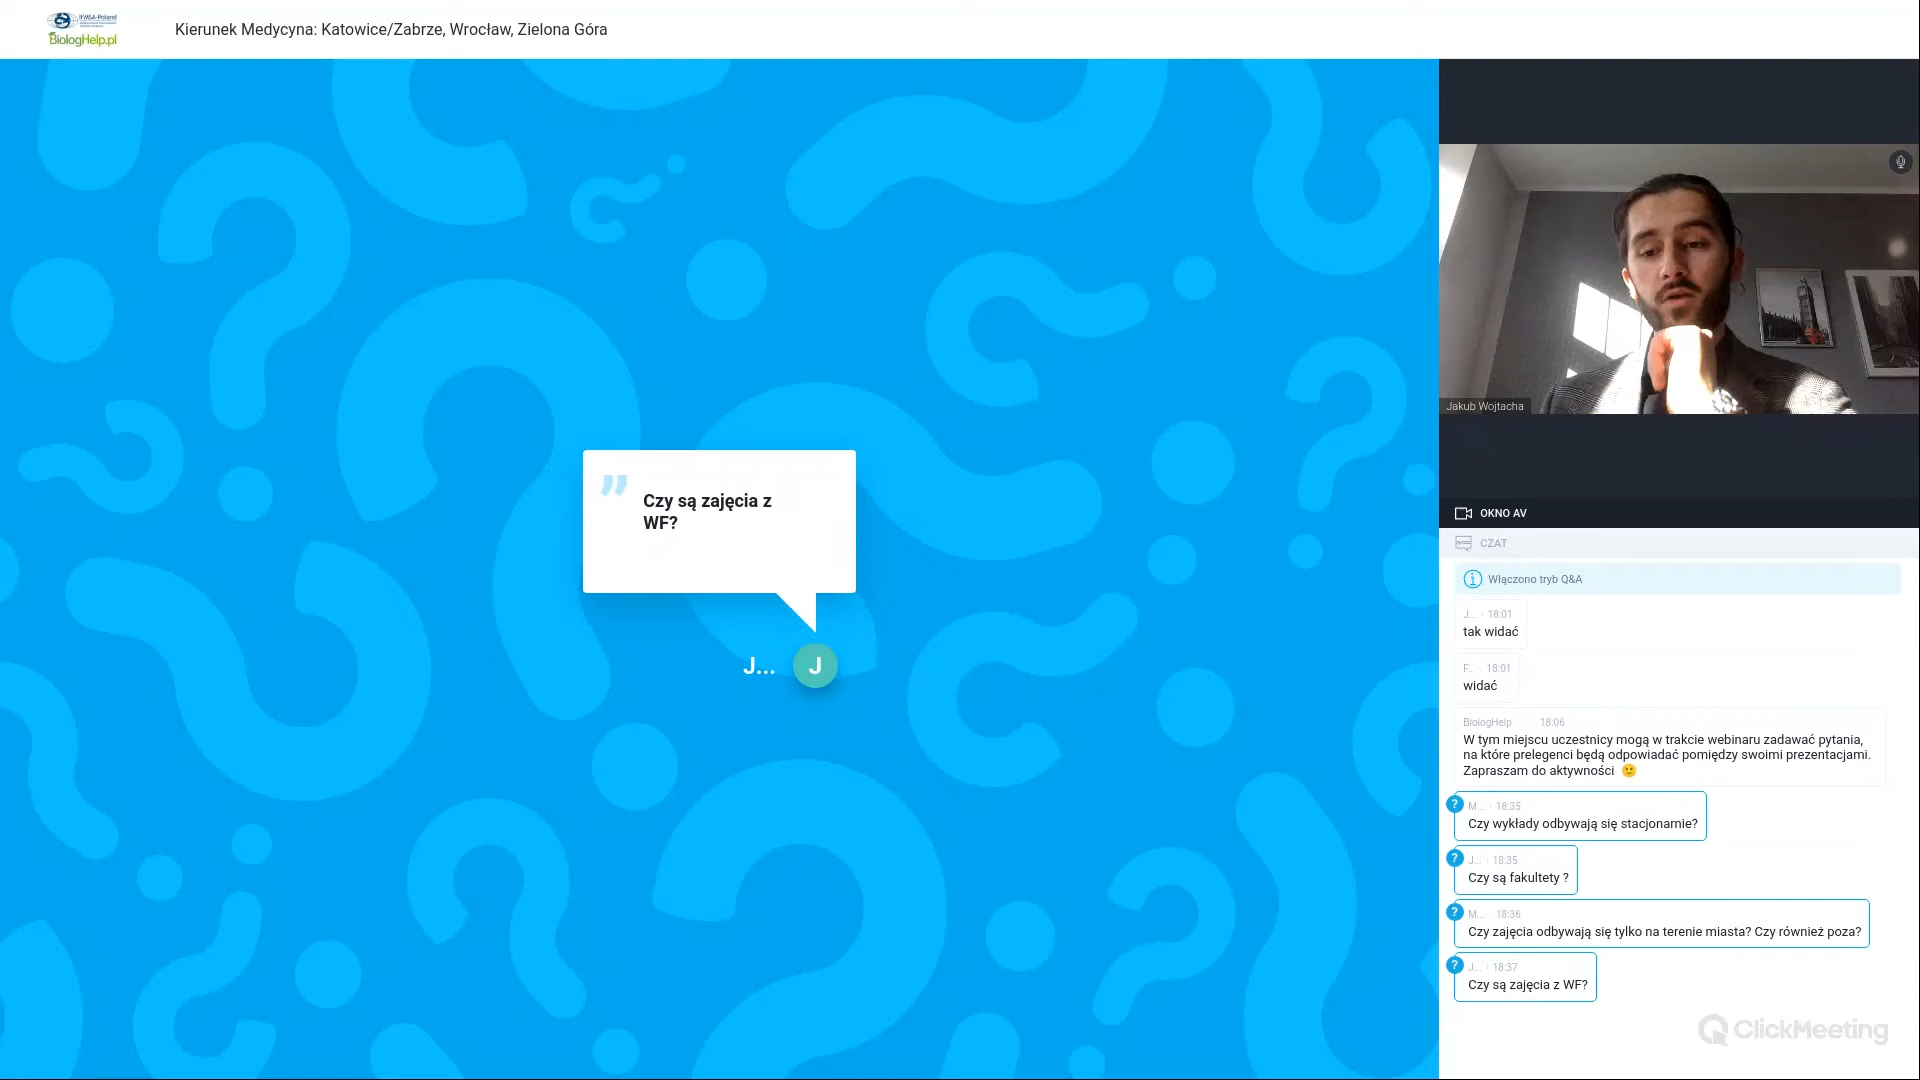 IFMSA-Poland
BiologHelp.pl
Kierunek Medycyna: Katowice/Zabrze, Wrocław, Zielona Góra
Czy są zajęcia z
WF?
J... J
Jakub Wojtacha
OKNO AV
CZAT
Włączono tryb Q&A
J... · 18:01
tak widać
F... · 18:01
widać
BiologHelp · 18:06
W tym miejscu uczestnicy mogą w trakcie webinaru zadawać pytania,
na które prelegenci będą odpowiadać pomiędzy swoimi prezentacjami.
Zapraszam do aktywności 🙂
? M... · 18:35
Czy wykłady odbywają się stacjonarnie?
? J... · 18:35
Czy są fakultety ?
? M... · 18:36
Czy zajęcia odbywają się tylko na terenie miasta? Czy również poza?
? J... · 18:37
Czy są zajęcia z WF?
ClickMeeting